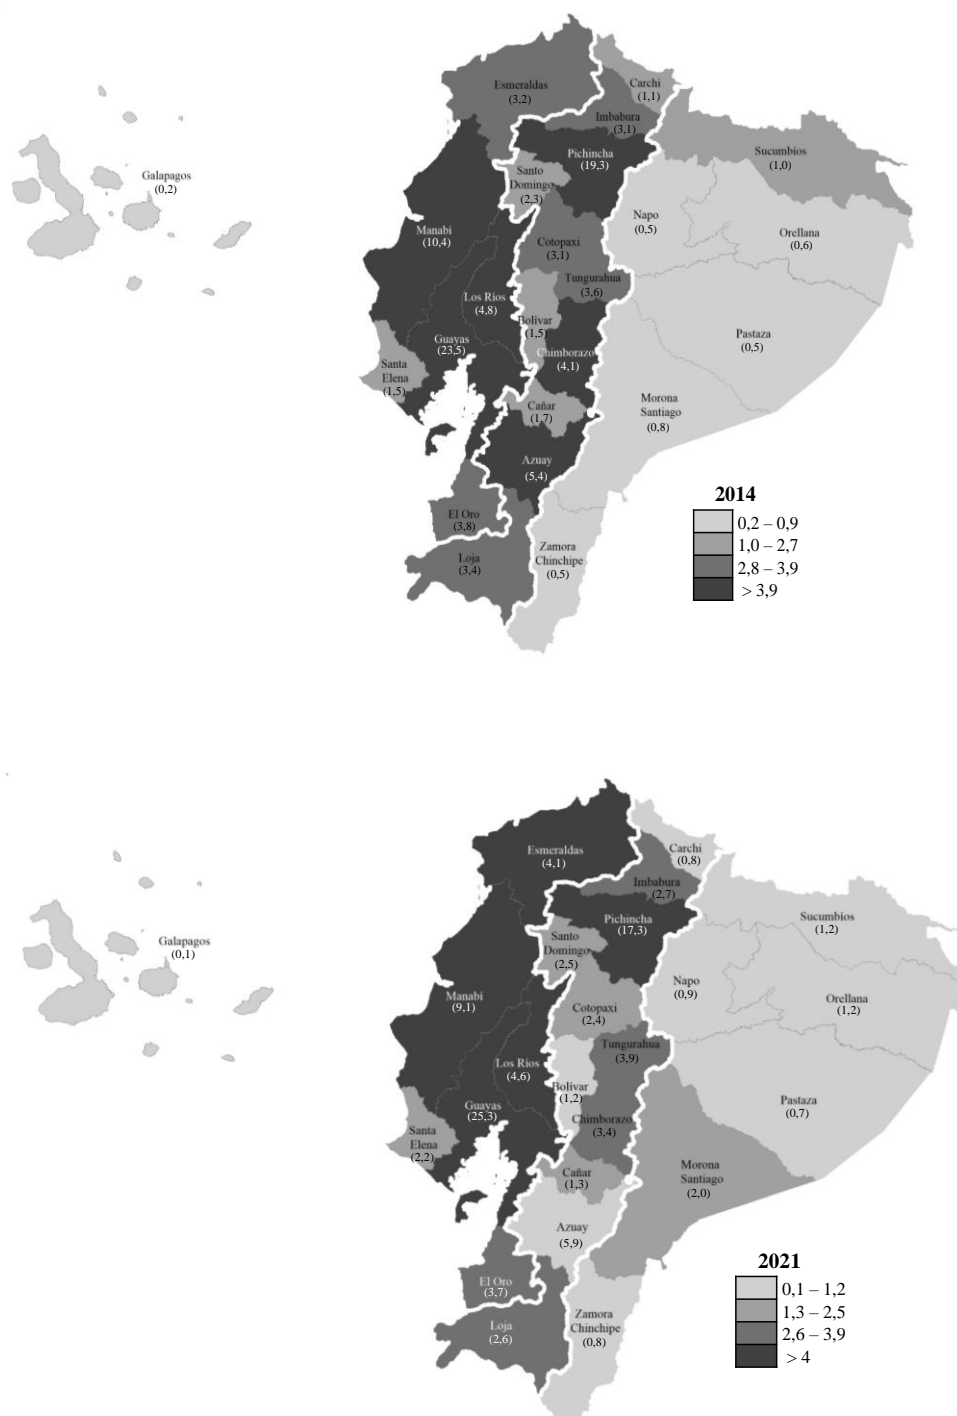 Esmeraldas
(3,2)
Carchi
(1,1)
Imbabura
(3,1)
Pichincha
(19,3)
Sucumbios
(1,0)
Santo
Domingo
(2,3)
Galapagos
(0,2)
Napo
(0,5)
Manabí
(10,4)
Orellana
(0,6)
Cotopaxi
(3,1)
Tungurahua
(3,6)
Los Ríos
(4,8)
Bolívar
(1,5)
Pastaza
(0,5)
Guayas
(23,5)
Chimborazo
(4,1)
Santa
Elena
(1,5)
Morona
Santiago
(0,8)
Cañar
(1,7)
Azuay
(5,4)
El Oro
(3,8)
Loja
(3,4)
Zamora
Chinchipe
(0,5)
2014
0,2 – 0,9
1,0 – 2,7
2,8 – 3,9
> 3,9
Esmeraldas
(4,1)
Carchi
(0,8)
Imbabura
(2,7)
Pichincha
(17,3)
Sucumbios
(1,2)
Santo
Domingo
(2,5)
Galapagos
(0,1)
Napo
(0,9)
Manabí
(9,1)
Orellana
(1,2)
Cotopaxi
(2,4)
Tungurahua
(3,9)
Los Ríos
(4,6)
Bolívar
(1,2)
Pastaza
(0,7)
Guayas
(25,3)
Chimborazo
(3,4)
Santa
Elena
(2,2)
Morona
Santiago
(2,0)
Cañar
(1,3)
Azuay
(5,9)
El Oro
(3,7)
Loja
(2,6)
Zamora
Chinchipe
(0,8)
2021
0,1 – 1,2
1,3 – 2,5
2,6 – 3,9
> 4